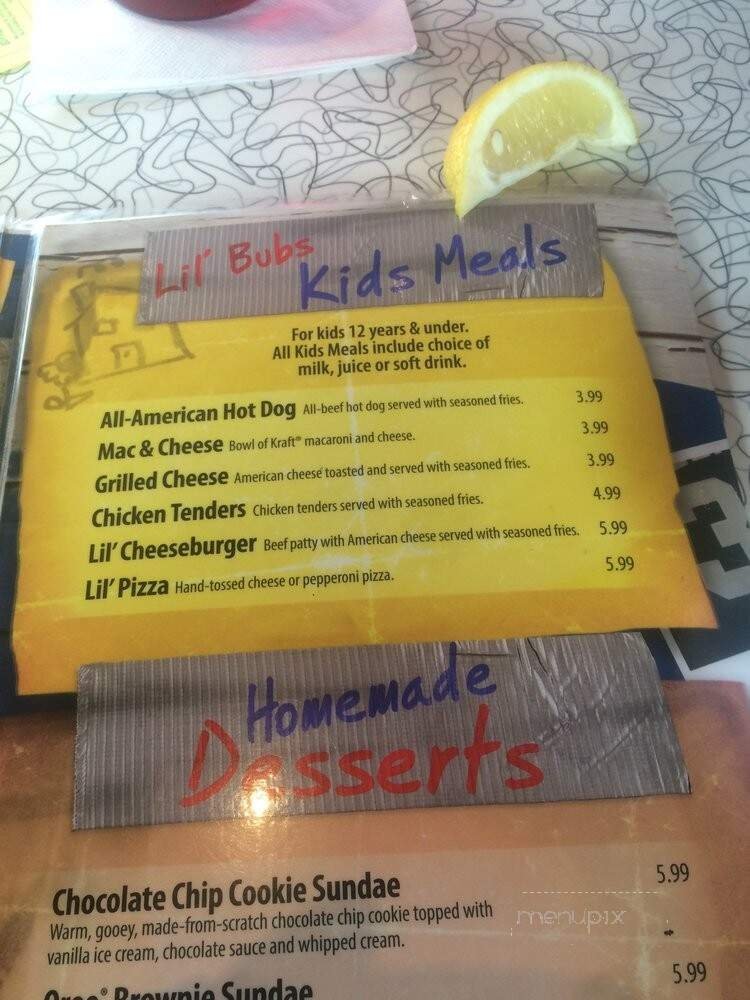 Lil' Bubs
Kids Meals
For kids 12 years & under.
All Kids Meals include choice of
milk, juice or soft drink.
All-American Hot Dog All-beef hot dog served with seasoned fries. 3.99
Mac & Cheese Bowl of Kraft® macaroni and cheese. 3.99
Grilled Cheese American cheese toasted and served with seasoned fries. 3.99
Chicken Tenders Chicken tenders served with seasoned fries. 4.99
Lil' Cheeseburger Beef patty with American cheese served with seasoned fries. 5.99
Lil' Pizza Hand-tossed cheese or pepperoni pizza. 5.99
3
Homemade
Desserts
Chocolate Chip Cookie Sundae 5.99
Warm, gooey, made-from-scratch chocolate chip cookie topped with
vanilla ice cream, chocolate sauce and whipped cream.
menupix
Oreo® Brownie Sundae 5.99